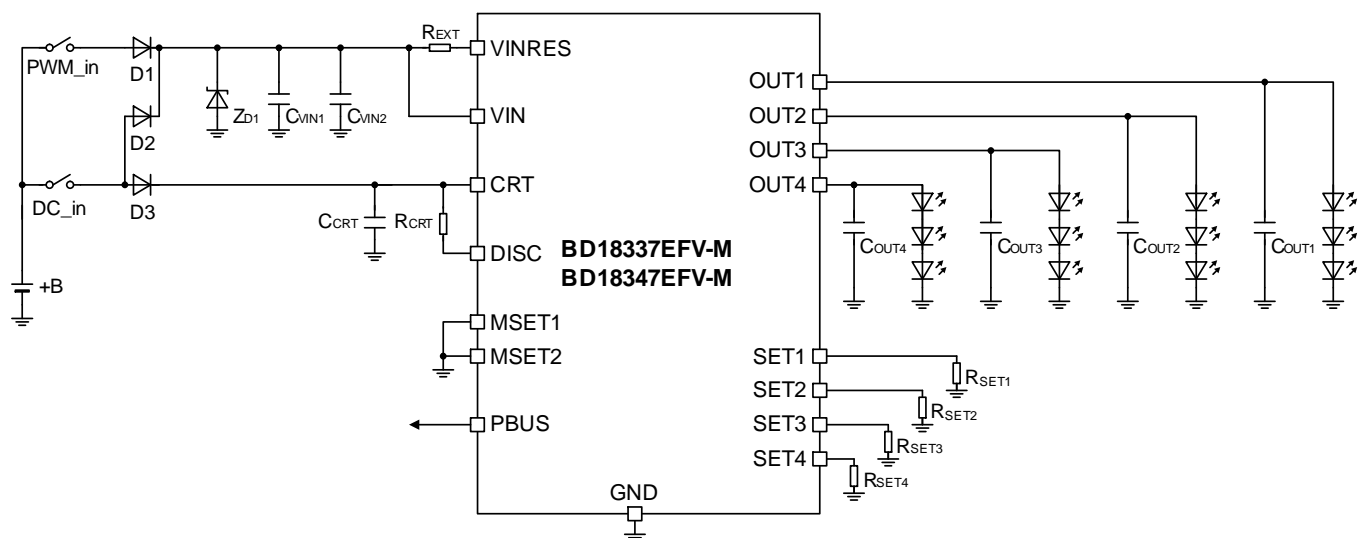 REXT
VINRES
PWM_in
D1
OUT1
ZD1
CVIN1
CVIN2
VIN
OUT2
D2
OUT3
CRT
OUT4
DC_in
D3
CCRT
RCRT
COUT4
COUT3
COUT2
COUT1
DISC
BD18337EFV-M
BD18347EFV-M
+B
MSET1
MSET2
SET1
RSET1
SET2
RSET2
PBUS
SET3
RSET3
SET4
RSET4
GND